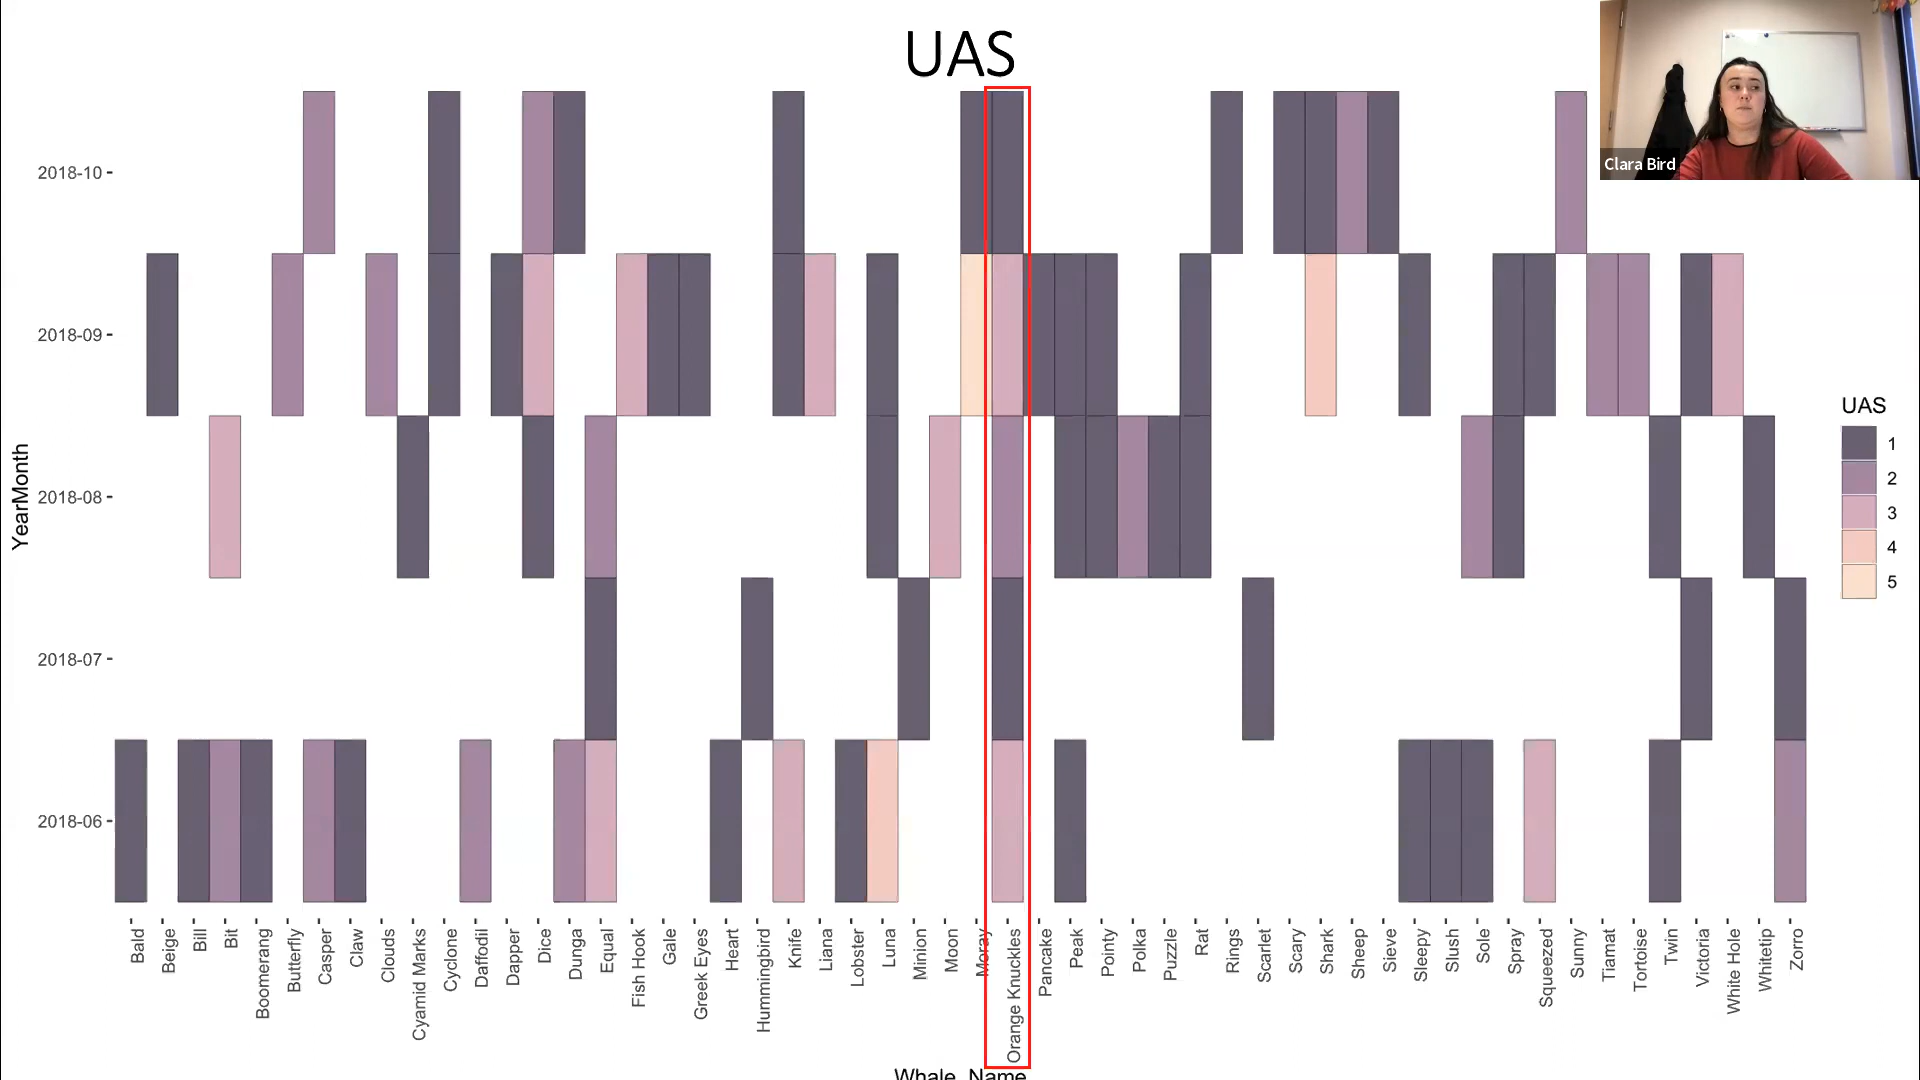 UAS
Clara Bird
YearMonth
2018-10
2018-09
2018-08
2018-07
2018-06
UAS
1
2
3
4
5
Bald
Beige
Bill
Bit
Boomerang
Butterfly
Casper
Claw
Clouds
Cyamid Marks
Cyclone
Daffodil
Dapper
Dice
Dunga
Equal
Fish Hook
Gale
Greek Eyes
Heart
Hummingbird
Knife
Liana
Lobster
Luna
Minion
Moon
Moray
Orange Knuckles
Pancake
Peak
Pointy
Polka
Puzzle
Rat
Rings
Scarlet
Scary
Shark
Sheep
Sieve
Sleepy
Slush
Sole
Spray
Squeezed
Sunny
Tiamat
Tortoise
Twin
Victoria
White Hole
Whitetip
Zorro
Whale_Name